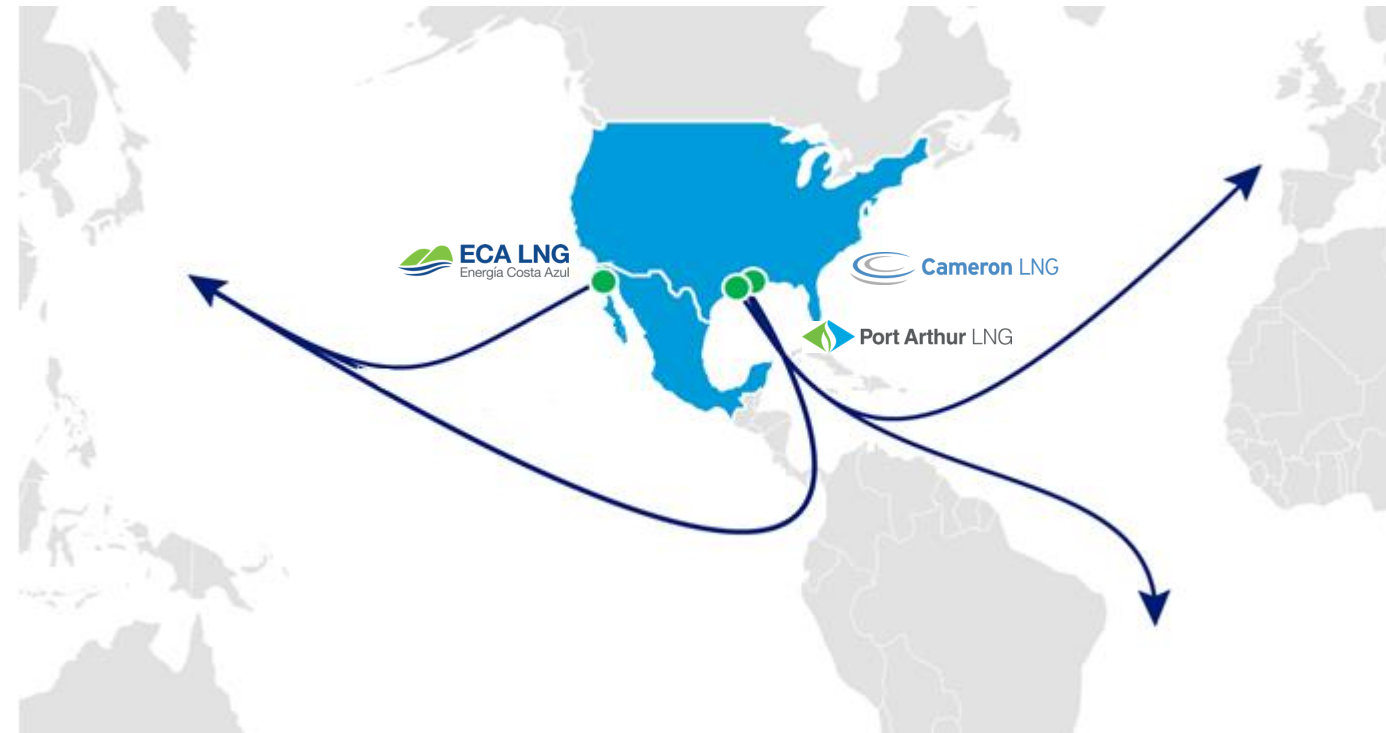 ECA LNG
Energía Costa Azul
Cameron LNG
Port Arthur LNG